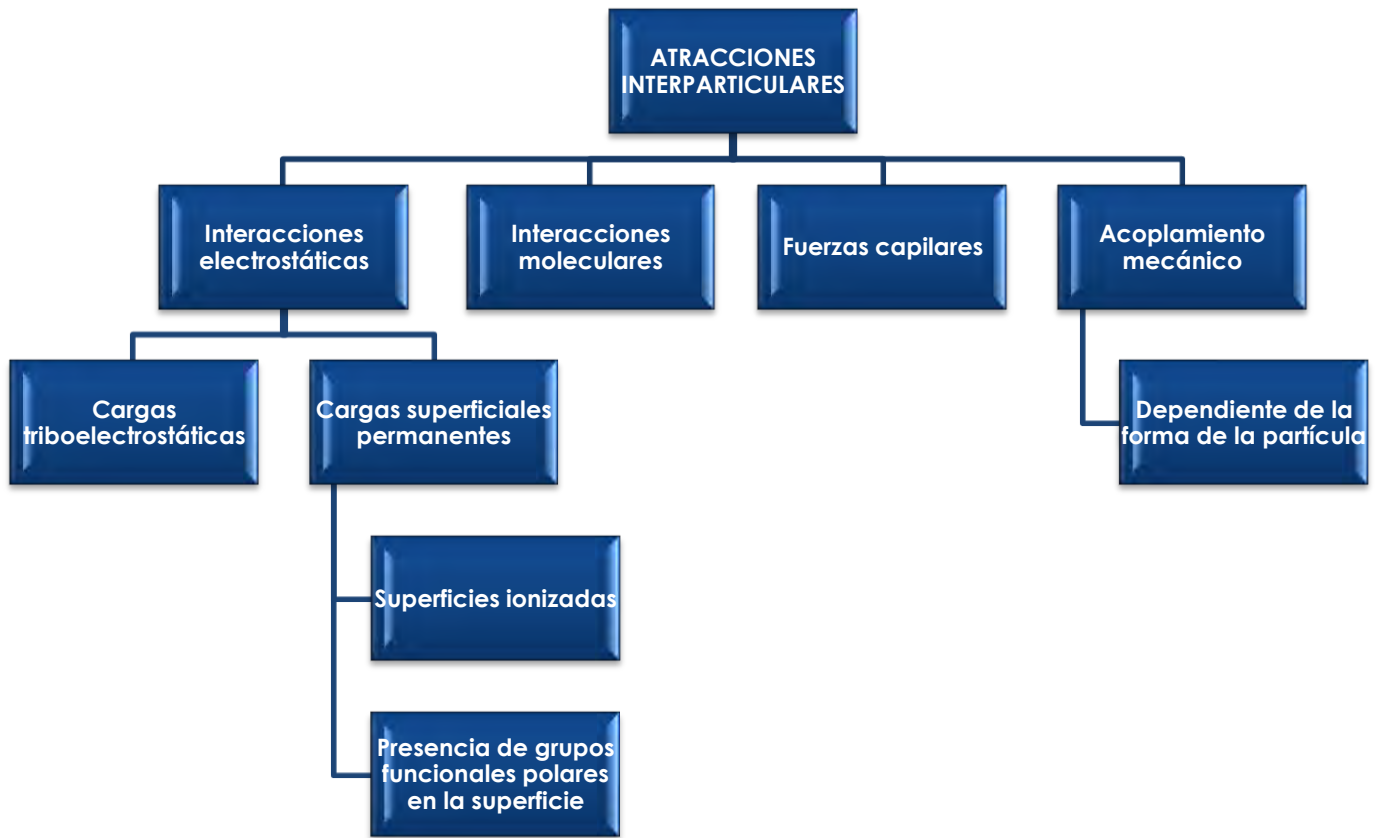 ATRACCIONES
INTERPARTICULARES
Interacciones
electrostáticas
Interacciones
moleculares
Fuerzas capilares
Acoplamiento
mecánico
Cargas
triboelectrostáticas
Cargas superficiales
permanentes
Dependiente de la
forma de la partícula
Superficies ionizadas
Presencia de grupos
funcionales polares
en la superficie